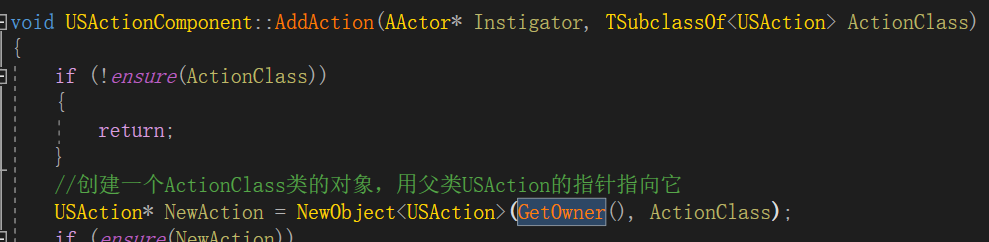 void USActionComponent::AddAction(AActor* Instigator, TSubclassOf<USAction> ActionClass)
{
if (!ensure(ActionClass))
{
return;
}
//创建一个ActionClass类的对象，用父类USAction的指针指向它
USAction* NewAction = NewObject<USAction>(GetOwner(), ActionClass);
if (ensure(NewAction))